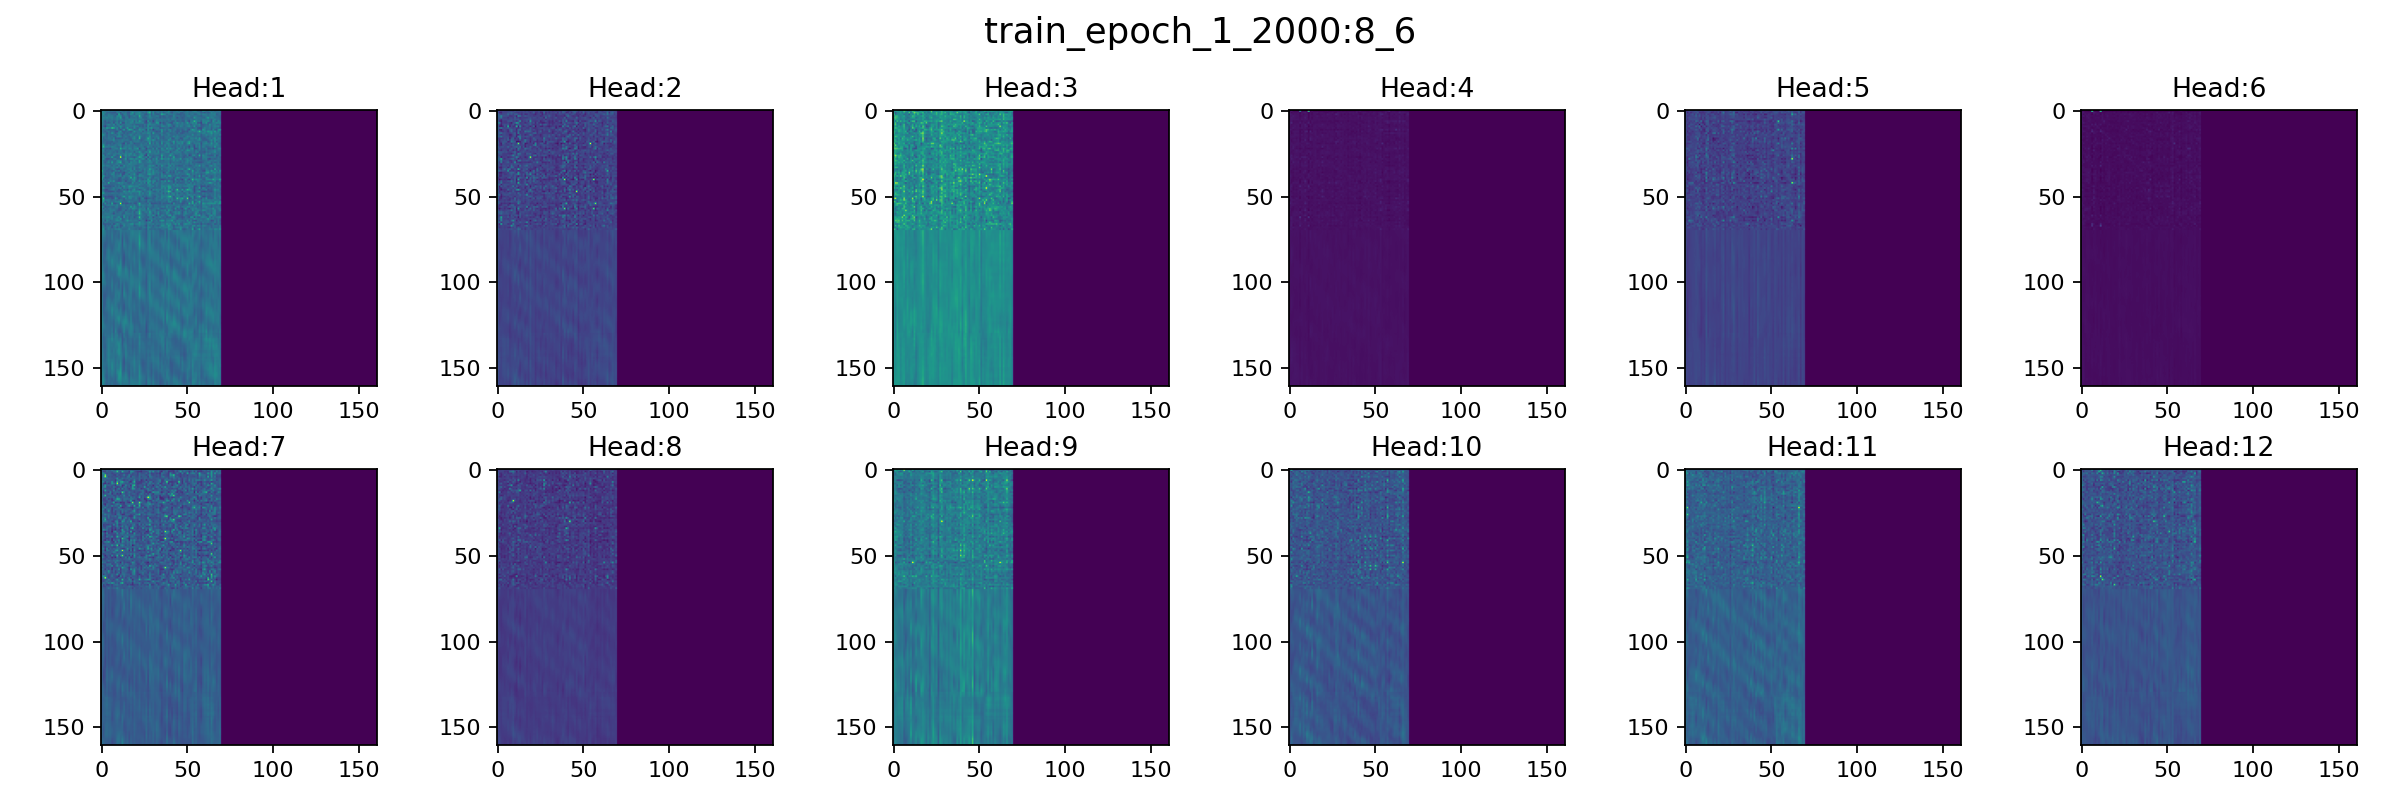 train_epoch_1_2000:8_6
Head:1 Head:2 Head:3 Head:4 Head:5 Head:6
0 0 0 0 0 0
50 50 50 50 50 50
100 100 100 100 100 100
150 150 150 150 150 150
0 50 100 150 0 50 100 150 0 50 100 150 0 50 100 150 0 50 100 150 0 50 100 150
Head:7 Head:8 Head:9 Head:10 Head:11 Head:12
0 0 0 0 0 0
50 50 50 50 50 50
100 100 100 100 100 100
150 150 150 150 150 150
0 50 100 150 0 50 100 150 0 50 100 150 0 50 100 150 0 50 100 150 0 50 100 150